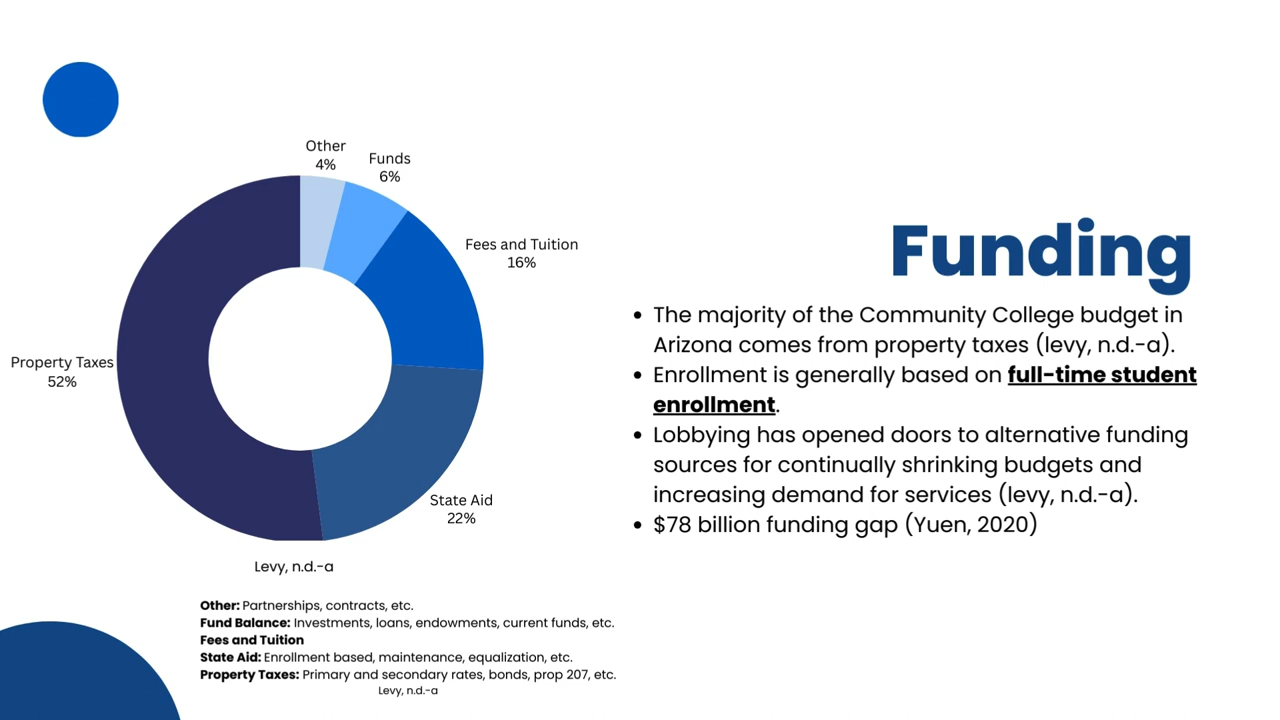 Other
4%
Funds
6%
Fees and Tuition
16%
Property Taxes
52%
State Aid
22%
Levy, n.d.-a
Other: Partnerships, contracts, etc.
Fund Balance: Investments, loans, endowments, current funds, etc.
Fees and Tuition
State Aid: Enrollment based, maintenance, equalization, etc.
Property Taxes: Primary and secondary rates, bonds, prop 207, etc.
Levy, n.d.-a
Funding
• The majority of the Community College budget in
Arizona comes from property taxes (levy, n.d.-a).
• Enrollment is generally based on full-time student
enrollment.
• Lobbying has opened doors to alternative funding
sources for continually shrinking budgets and
increasing demand for services (levy, n.d.-a).
• $78 billion funding gap (Yuen, 2020)